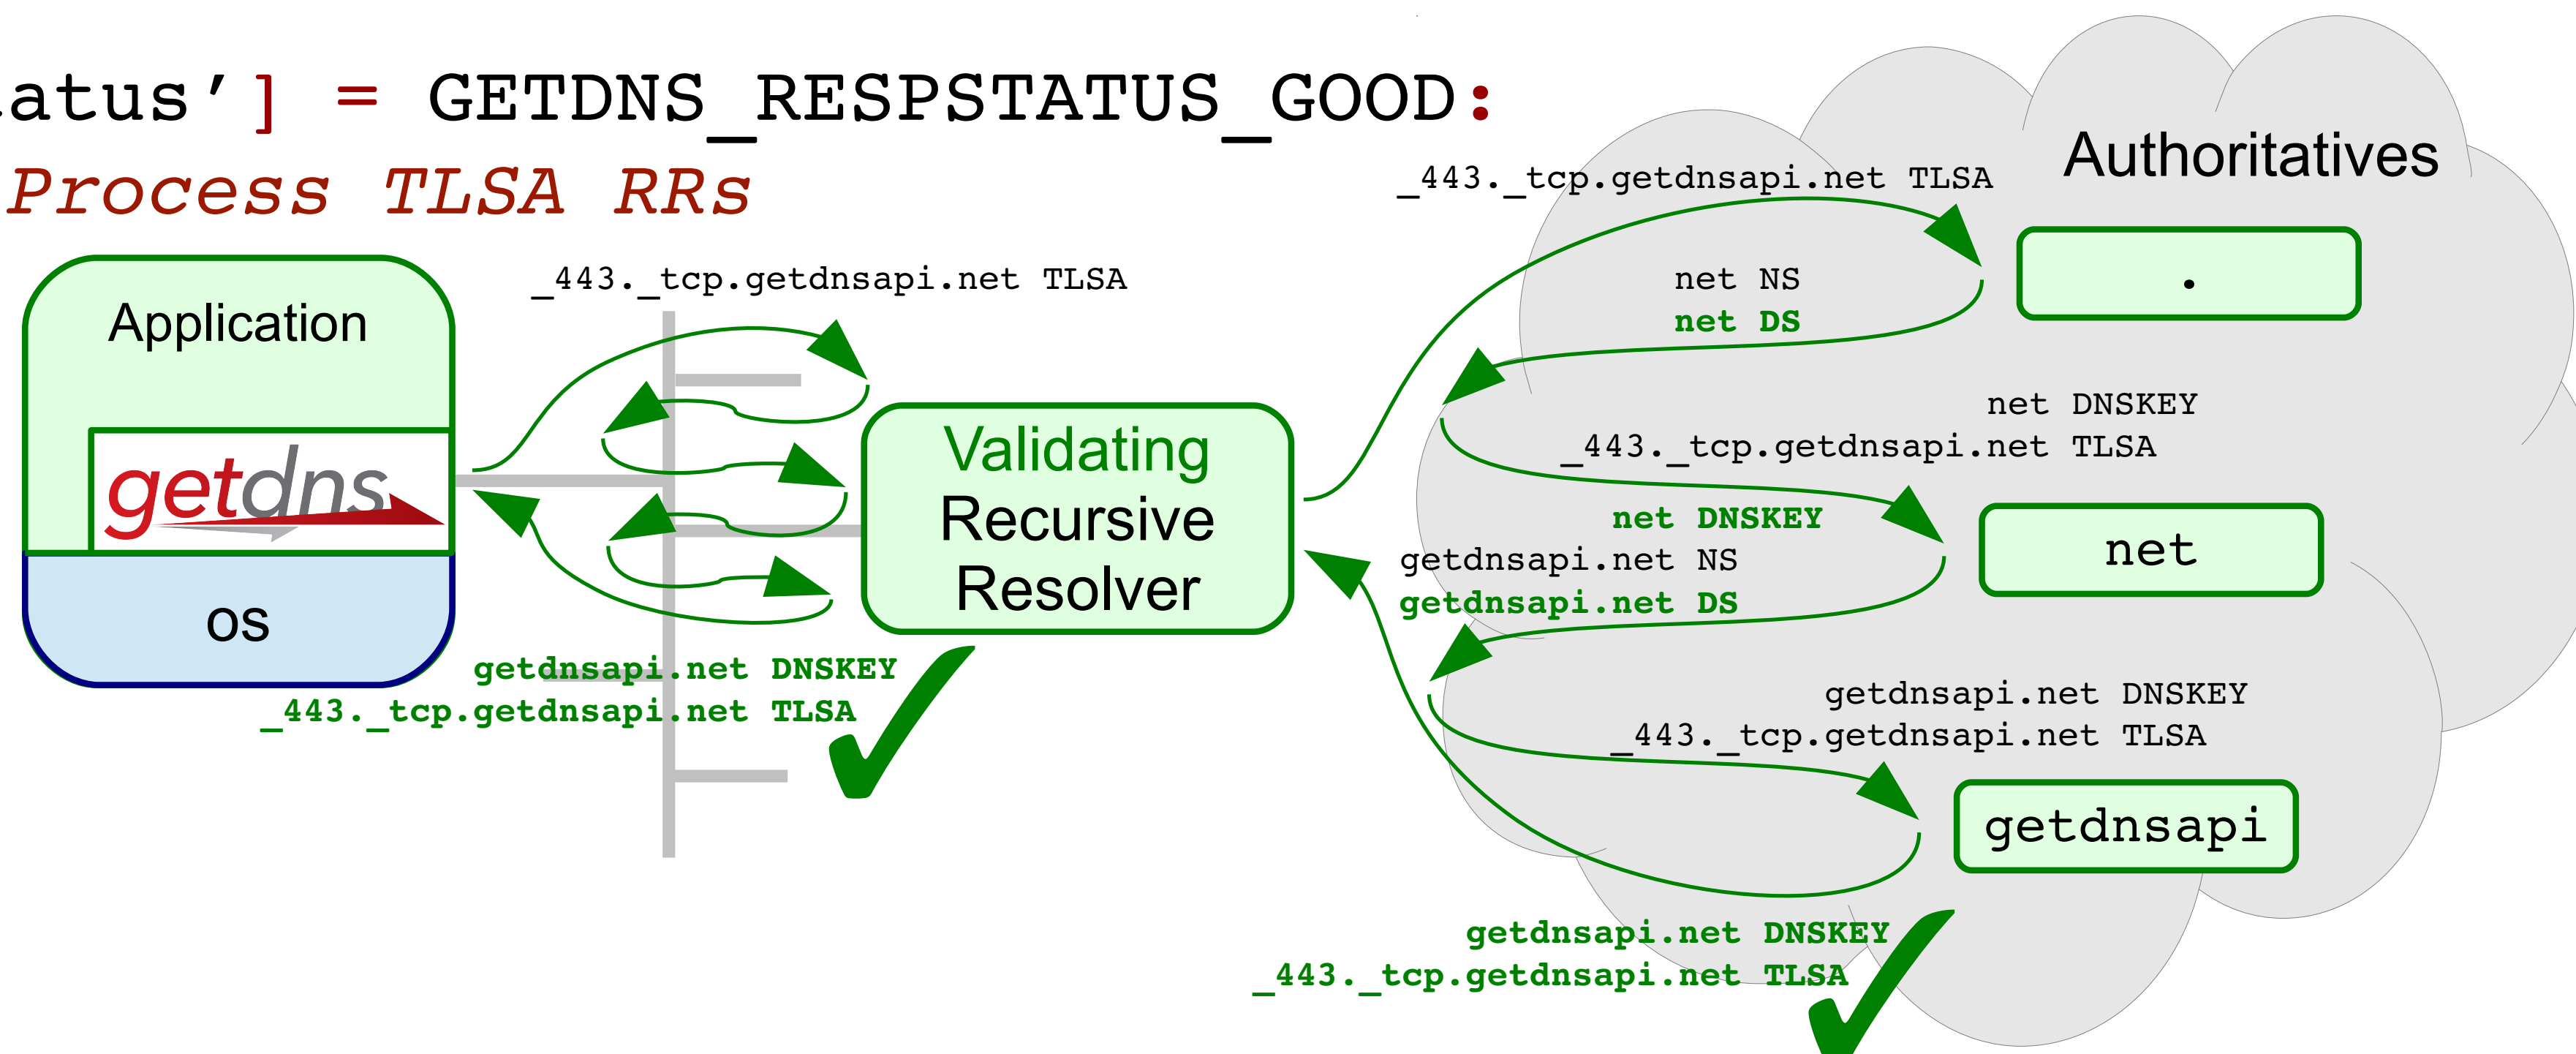 atus'] = GETDNS_RESPSTATUS_GOOD:
Process TLSA RRs
Authoritatives
_443._tcp.getdnsapi.net TLSA
.
net NS
net DS
_443._tcp.getdnsapi.net TLSA
Application
getdns
os
Validating
Recursive
Resolver
net DNSKEY
_443._tcp.getdnsapi.net TLSA
net DNSKEY
getdnsapi.net NS
getdnsapi.net DS
net
getdnsapi.net DNSKEY
_443._tcp.getdnsapi.net TLSA
getdnsapi.net DNSKEY
_443._tcp.getdnsapi.net TLSA
getdnsapi
getdnsapi.net DNSKEY
_443._tcp.getdnsapi.net TLSA